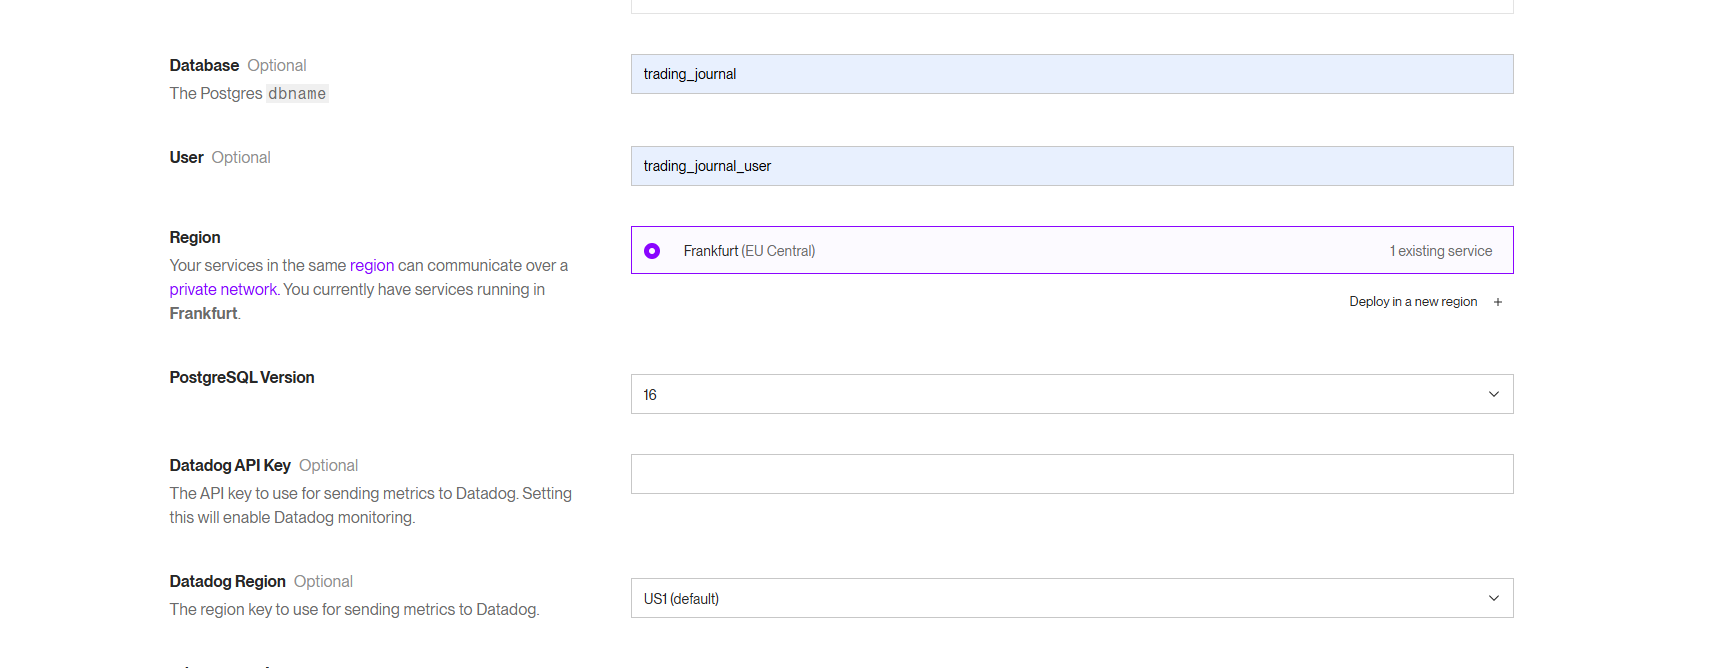 Database Optional
trading_journal
The Postgres dbname
User Optional
trading_journal_user
Region
Your services in the same region can communicate over a
private network. You currently have services running in
Frankfurt.
Frankfurt (EU Central)
1 existing service
Deploy in a new region +
PostgreSQL Version
16
Datadog API Key Optional
The API key to use for sending metrics to Datadog. Setting
this will enable Datadog monitoring.
Datadog Region Optional
The region key to use for sending metrics to Datadog.
US1 (default)